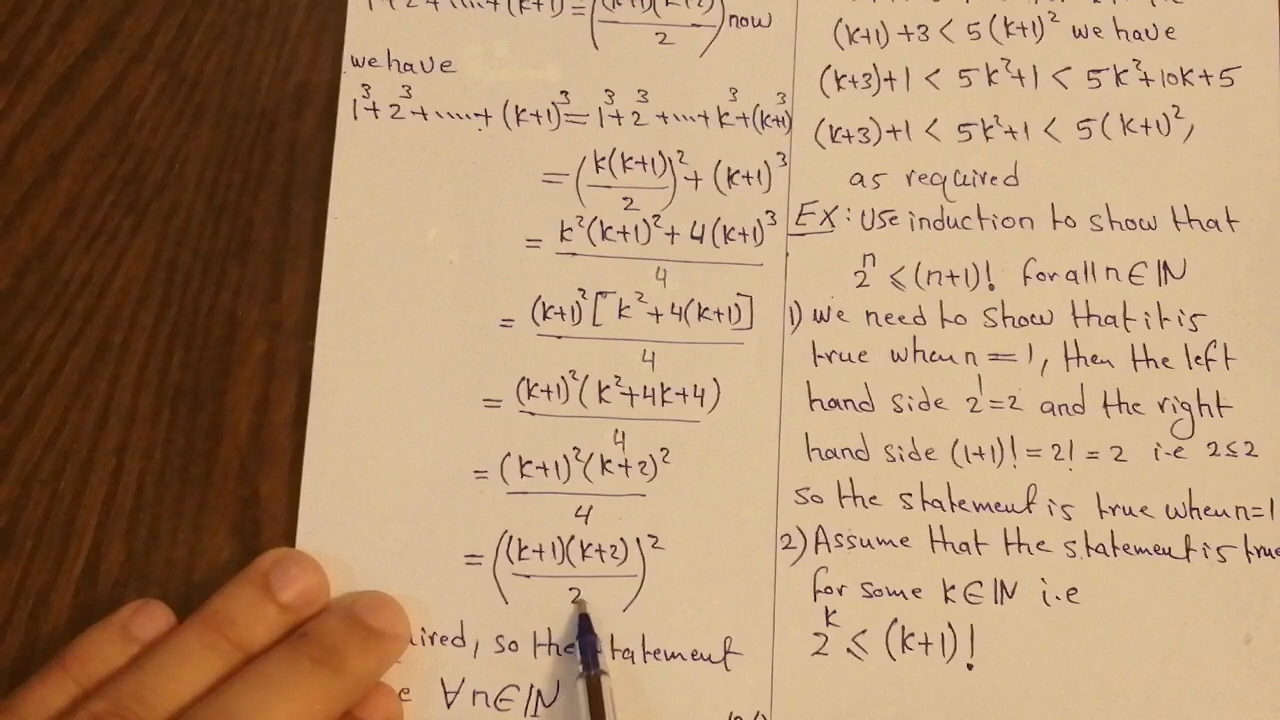 1+2+.....+(k+1) = ((k+1)(k+2)/2) now
we have
1³+2³+.....+(k+1)³ = 1³+2³+...+k³+(k+1)³
= (k(k+1)/2)² + (k+1)³
= k²(k+1)²+4(k+1)³/4
= (k+1)²[k²+4(k+1)]/4
= (k+1)²(k²+4k+4)/4
= (k+1)²(k+2)²/4
= ((k+1)(k+2)/2)²
so the statement
∀n∈ℕ
(k+1)+3 < 5(k+1)² we have
(k+3)+1 < 5k²+1 < 5k²+10k+5
(k+3)+1 < 5k²+1 < 5(k+1)²,
as required
EX: Use induction to show that
2ⁿ ≤ (n+1)! for all n∈ℕ
1) we need to show that it is
true when n=1, then the left
hand side 2¹=2 and the right
hand side (1+1)! = 2! = 2 i.e 2≤2
so the statement is true when n=1
2) Assume that the statement is true
for some k∈ℕ i.e
2ᵏ ≤ (k+1)!